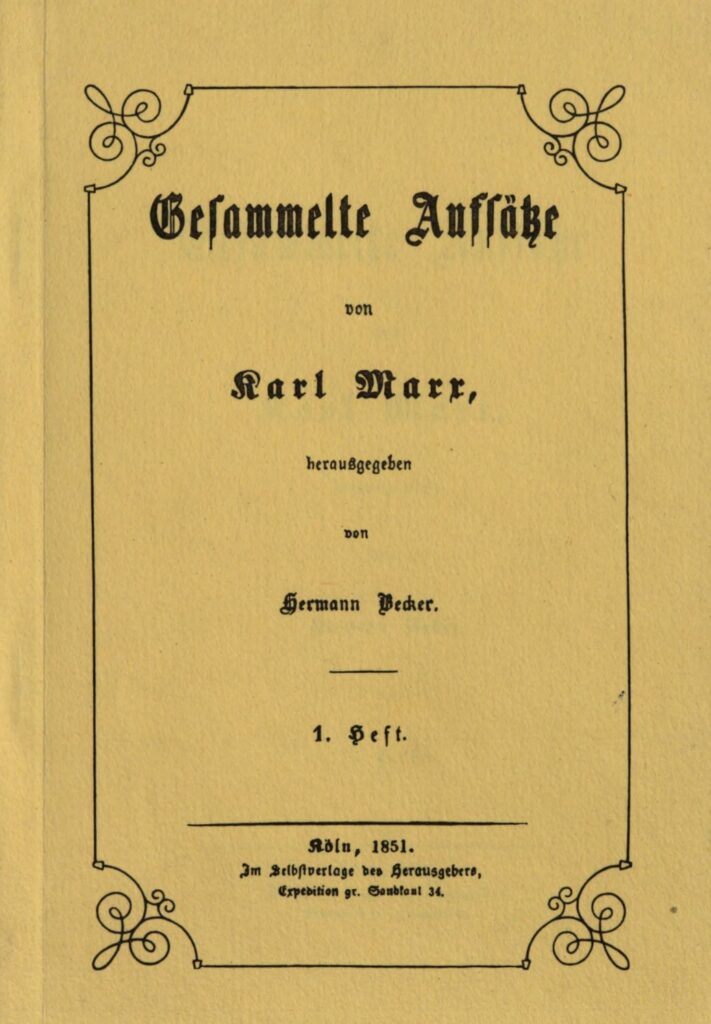 Gesammelte Aufsätze
von
Karl Marx,
herausgegeben
von
Hermann Becker.
1. Heft.
Köln, 1851.
Im Selbstverlage des Herausgebers,
Expedition gr. Sandkaul 34.